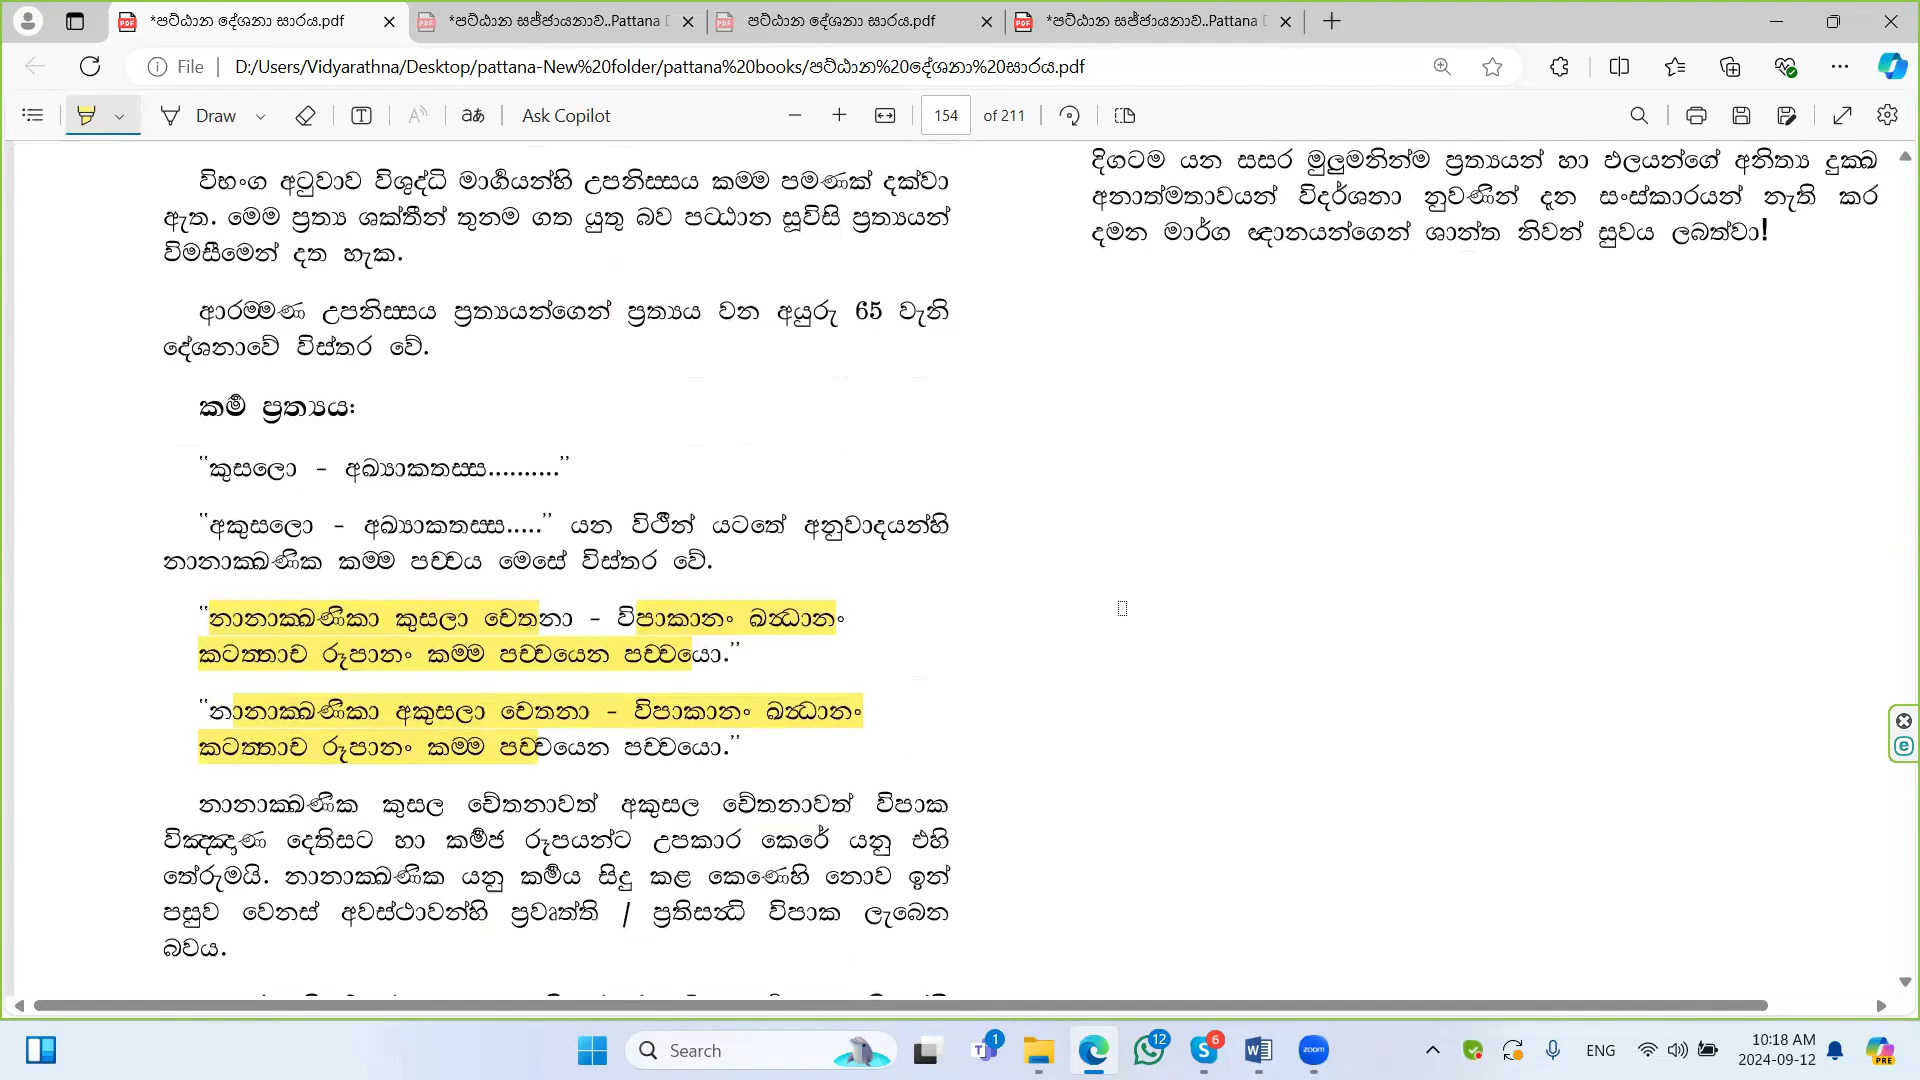 *පට්ඨාන දේශනා සාරය.pdf
*පට්ඨාන සජ්ඣායනාව..Pattana
පට්ඨාන දේශනා සාරය.pdf
*පට්ඨාන සජ්ඣායනාව..Pattana
File
D:/Users/Vidyarathna/Desktop/pattana-New%20folder/pattana%20books/පට්ඨාන%20දේශනා%20සාරය.pdf
Draw
Ask Copilot
154 of 211
විභංග අටුවාව විශුද්ධි මාර්ගයන්හි උපනිස්සය කම්ම පමණක් දක්වා
ඇත. මෙම ප්‍රත්‍ය ශක්තීන් තුනම ගත යුතු බව පට්ඨාන සූවිසි ප්‍රත්‍යයන්
විමසීමෙන් දත හැක.
ආරම්මණ උපනිස්සය ප්‍රත්‍යයන්ගෙන් ප්‍රත්‍යය වන අයුරු 65 වැනි
දේශනාවේ විස්තර වේ.
කර්ම ප්‍රත්‍යය:
“කුසලො - අබ්‍යාකතස්ස..........”
“අකුසලො - අබ්‍යාකතස්ස.....” යන විථීන් යටතේ අනුවාදයන්හි
නානාක්ඛණික කම්ම පච්චය මෙසේ විස්තර වේ.
“නානාක්ඛණිකා කුසලා චෙතනා - විපාකානං ඛන්ධානං
කටත්තාච රූපානං කම්ම පච්චයෙන පච්චයො.”
“නානාක්ඛණිකා අකුසලා චෙතනා - විපාකානං ඛන්ධානං
කටත්තාච රූපානං කම්ම පච්චයෙන පච්චයො.”
නානාක්ඛණික කුසල චේතනාවත් අකුසල චේතනාවත් විපාක
විඤ්ඤාණ දෙතිසට හා කර්මජ රූපයන්ට උපකාර කෙරේ යනු එහි
තේරුමයි. නානාක්ඛණික යනු කර්මය සිදු කළ කෙණෙහි නොව ඉන්
පසුව වෙනස් අවස්ථාවන්හි ප්‍රවෘත්ති / ප්‍රතිසන්ධි විපාක ලැබෙන
බවය.
දිගටම යන සසර මුලුමනින්ම ප්‍රත්‍යයන් හා ඵලයන්ගේ අනිත්‍ය දුක්ඛ
අනාත්මතාවයන් විදර්ශනා නුවණින් දැන සංස්කාරයන් නැති කර
දමන මාර්ග ඥානයන්ගෙන් ශාන්ත නිවන් සුවය ලබත්වා!
Search
1
12
6
zoom
ENG
10:18 AM
2024-09-12
PRE